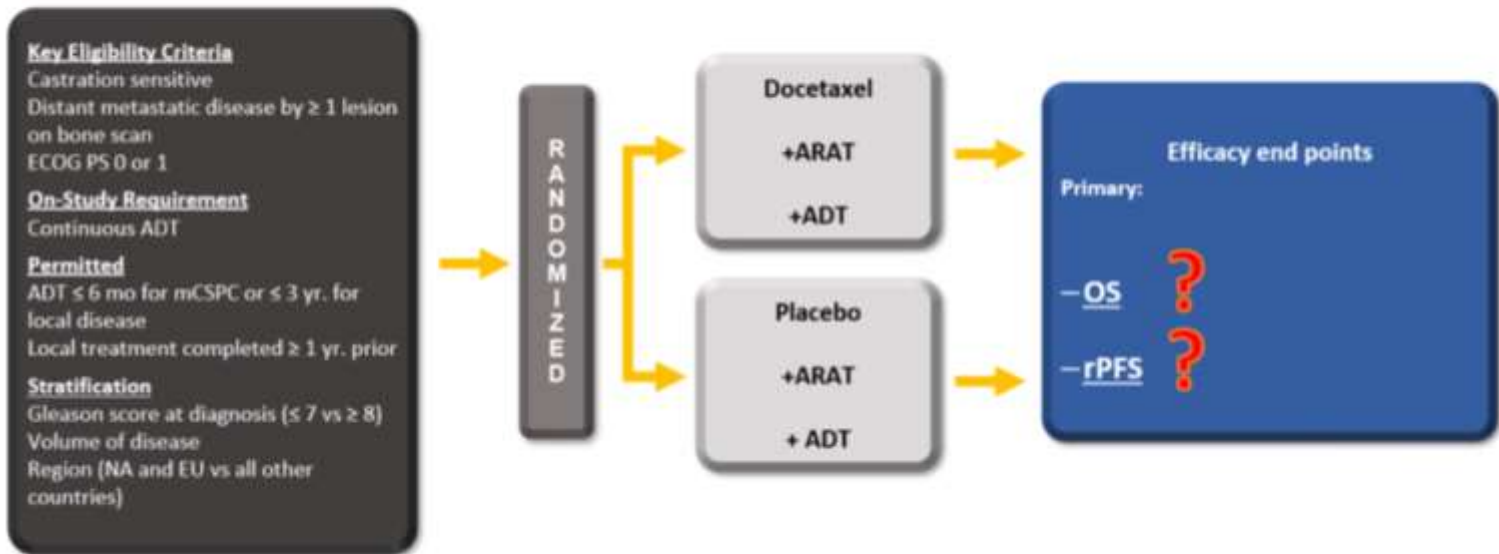 Key Eligibility Criteria
Castration sensitive
Distant metastatic disease by ≥ 1 lesion
on bone scan
ECOG PS 0 or 1
On-Study Requirement
Continuous ADT
Permitted
ADT ≤ 6 mo for mCSPC or ≤ 3 yr. for
local disease
Local treatment completed ≥ 1 yr. prior
Stratification
Gleason score at diagnosis (≤ 7 vs ≥ 8)
Volume of disease
Region (NA and EU vs all other
countries)
RANDOMIZED
Docetaxel
+ARAT
+ADT
Placebo
+ARAT
+ ADT
Efficacy end points
Primary:
– OS ?
– rPFS ?